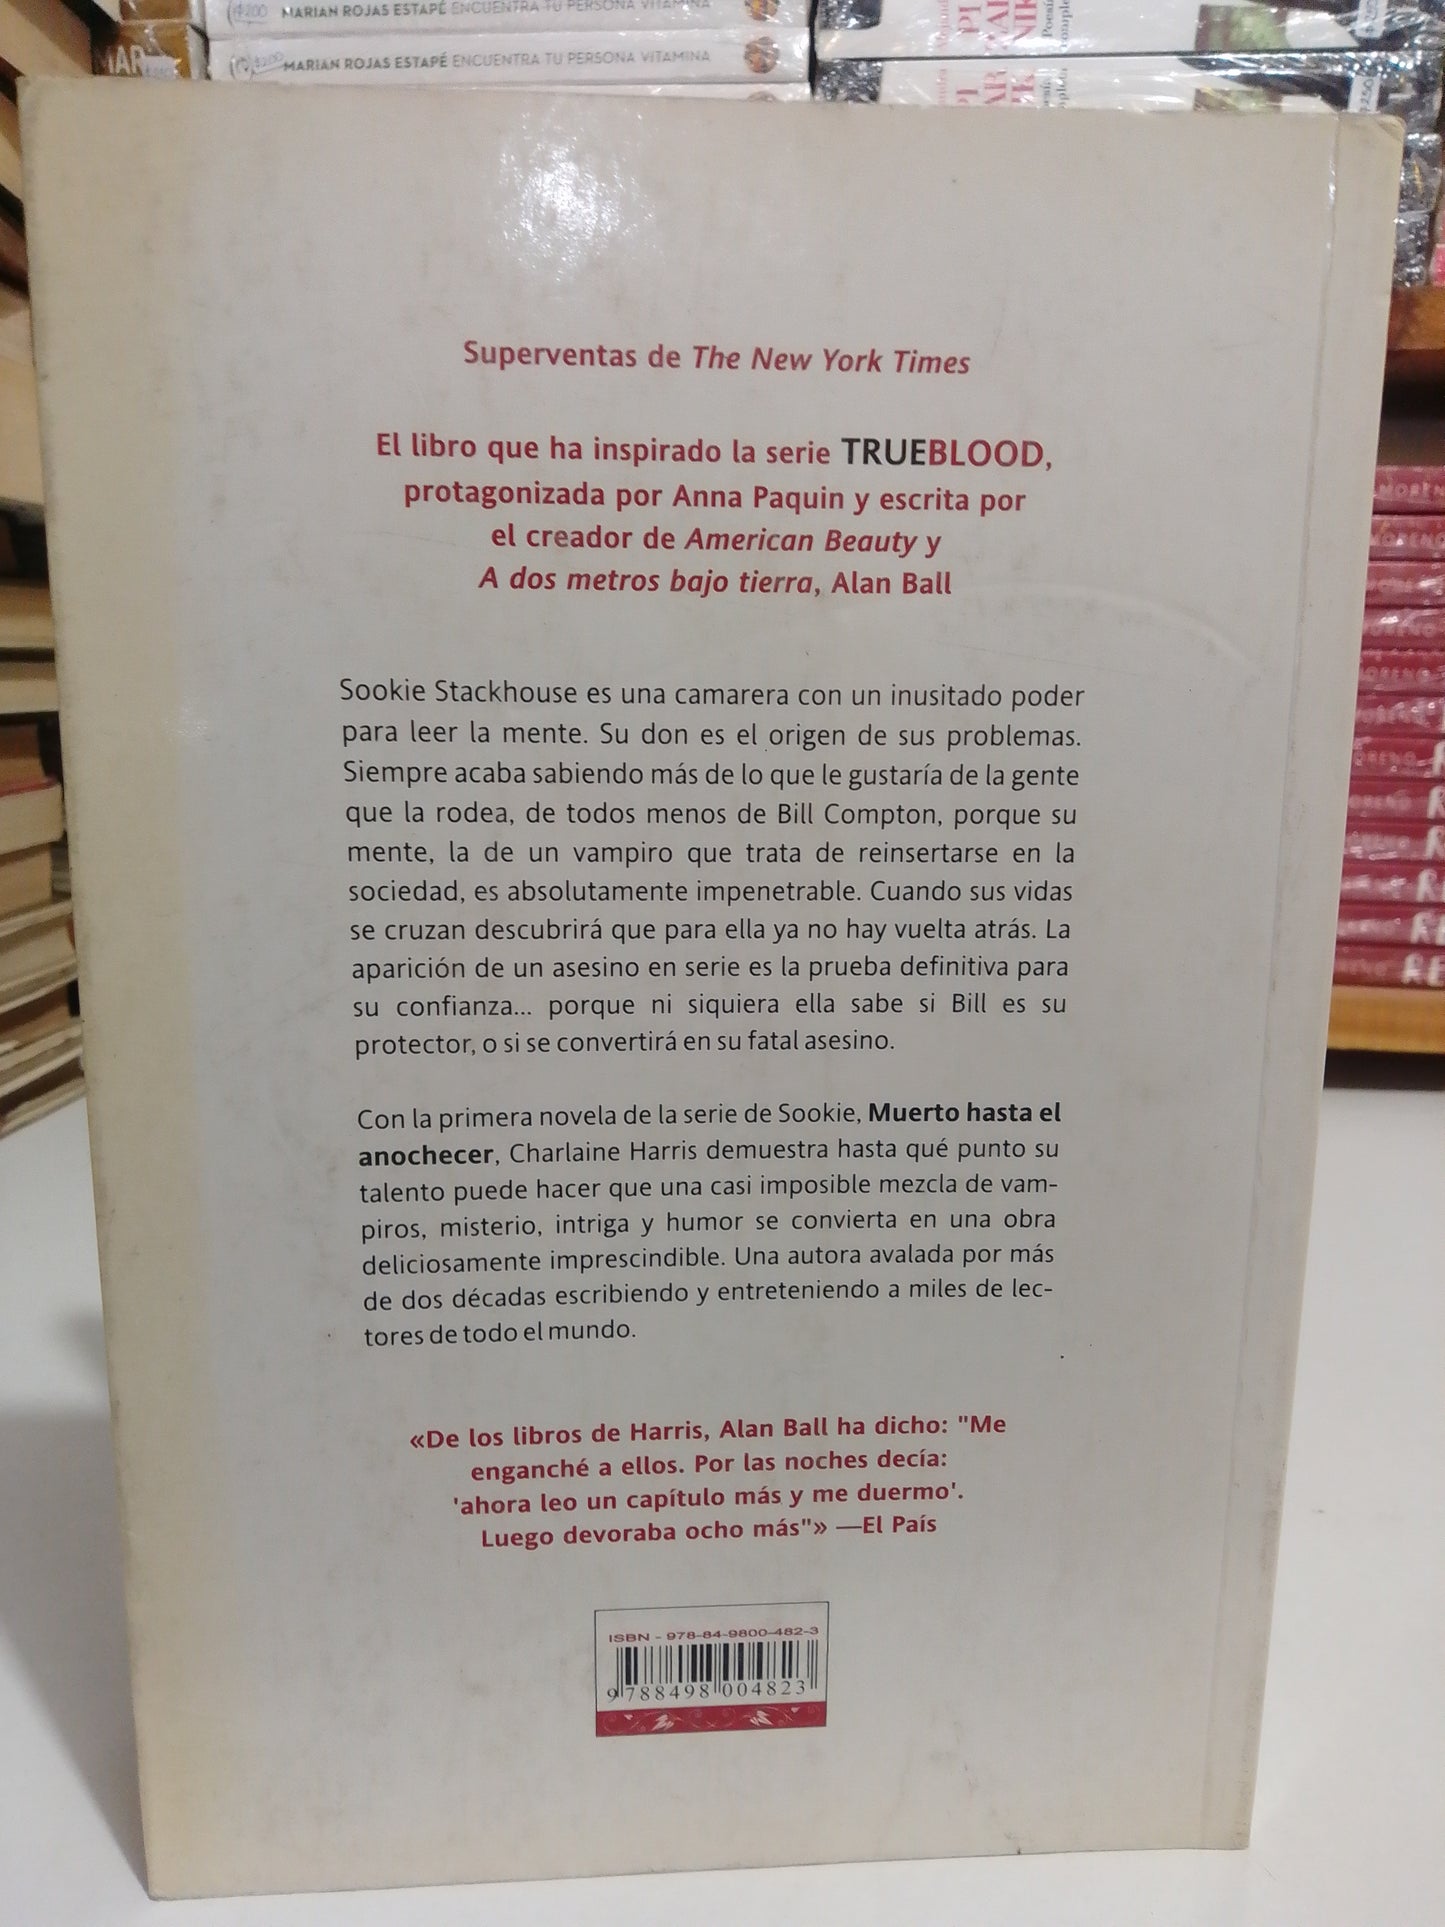 MARIAN ROJAS ESTAPÉ ENCUENTRA TU PERSONA VITAMINA
MARIAN ROJAS ESTAPÉ ENCUENTRA TU PERSONA VITAMINA
Superventas de The New York Times
El libro que ha inspirado la serie TRUEBLOOD,
protagonizada por Anna Paquin y escrita por
el creador de American Beauty y
A dos metros bajo tierra, Alan Ball
Sookie Stackhouse es una camarera con un inusitado poder
para leer la mente. Su don es el origen de sus problemas.
Siempre acaba sabiendo más de lo que le gustaría de la gente
que la rodea, de todos menos de Bill Compton, porque su
mente, la de un vampiro que trata de reinsertarse en la
sociedad, es absolutamente impenetrable. Cuando sus vidas
se cruzan descubrirá que para ella ya no hay vuelta atrás. La
aparición de un asesino en serie es la prueba definitiva para
su confianza... porque ni siquiera ella sabe si Bill es su
protector, o si se convertirá en su fatal asesino.
Con la primera novela de la serie de Sookie, Muerto hasta el
anochecer, Charlaine Harris demuestra hasta qué punto su
talento puede hacer que una casi imposible mezcla de vam-
piros, misterio, intriga y humor se convierta en una obra
deliciosamente imprescindible. Una autora avalada por más
de dos décadas escribiendo y entreteniendo a miles de lec-
tores de todo el mundo.
«De los libros de Harris, Alan Ball ha dicho: "Me
enganché a ellos. Por las noches decía:
'ahora leo un capítulo más y me duermo'.
Luego devoraba ocho más"» —El País
ISBN - 978-84-9800-482-3
9 788498 004823